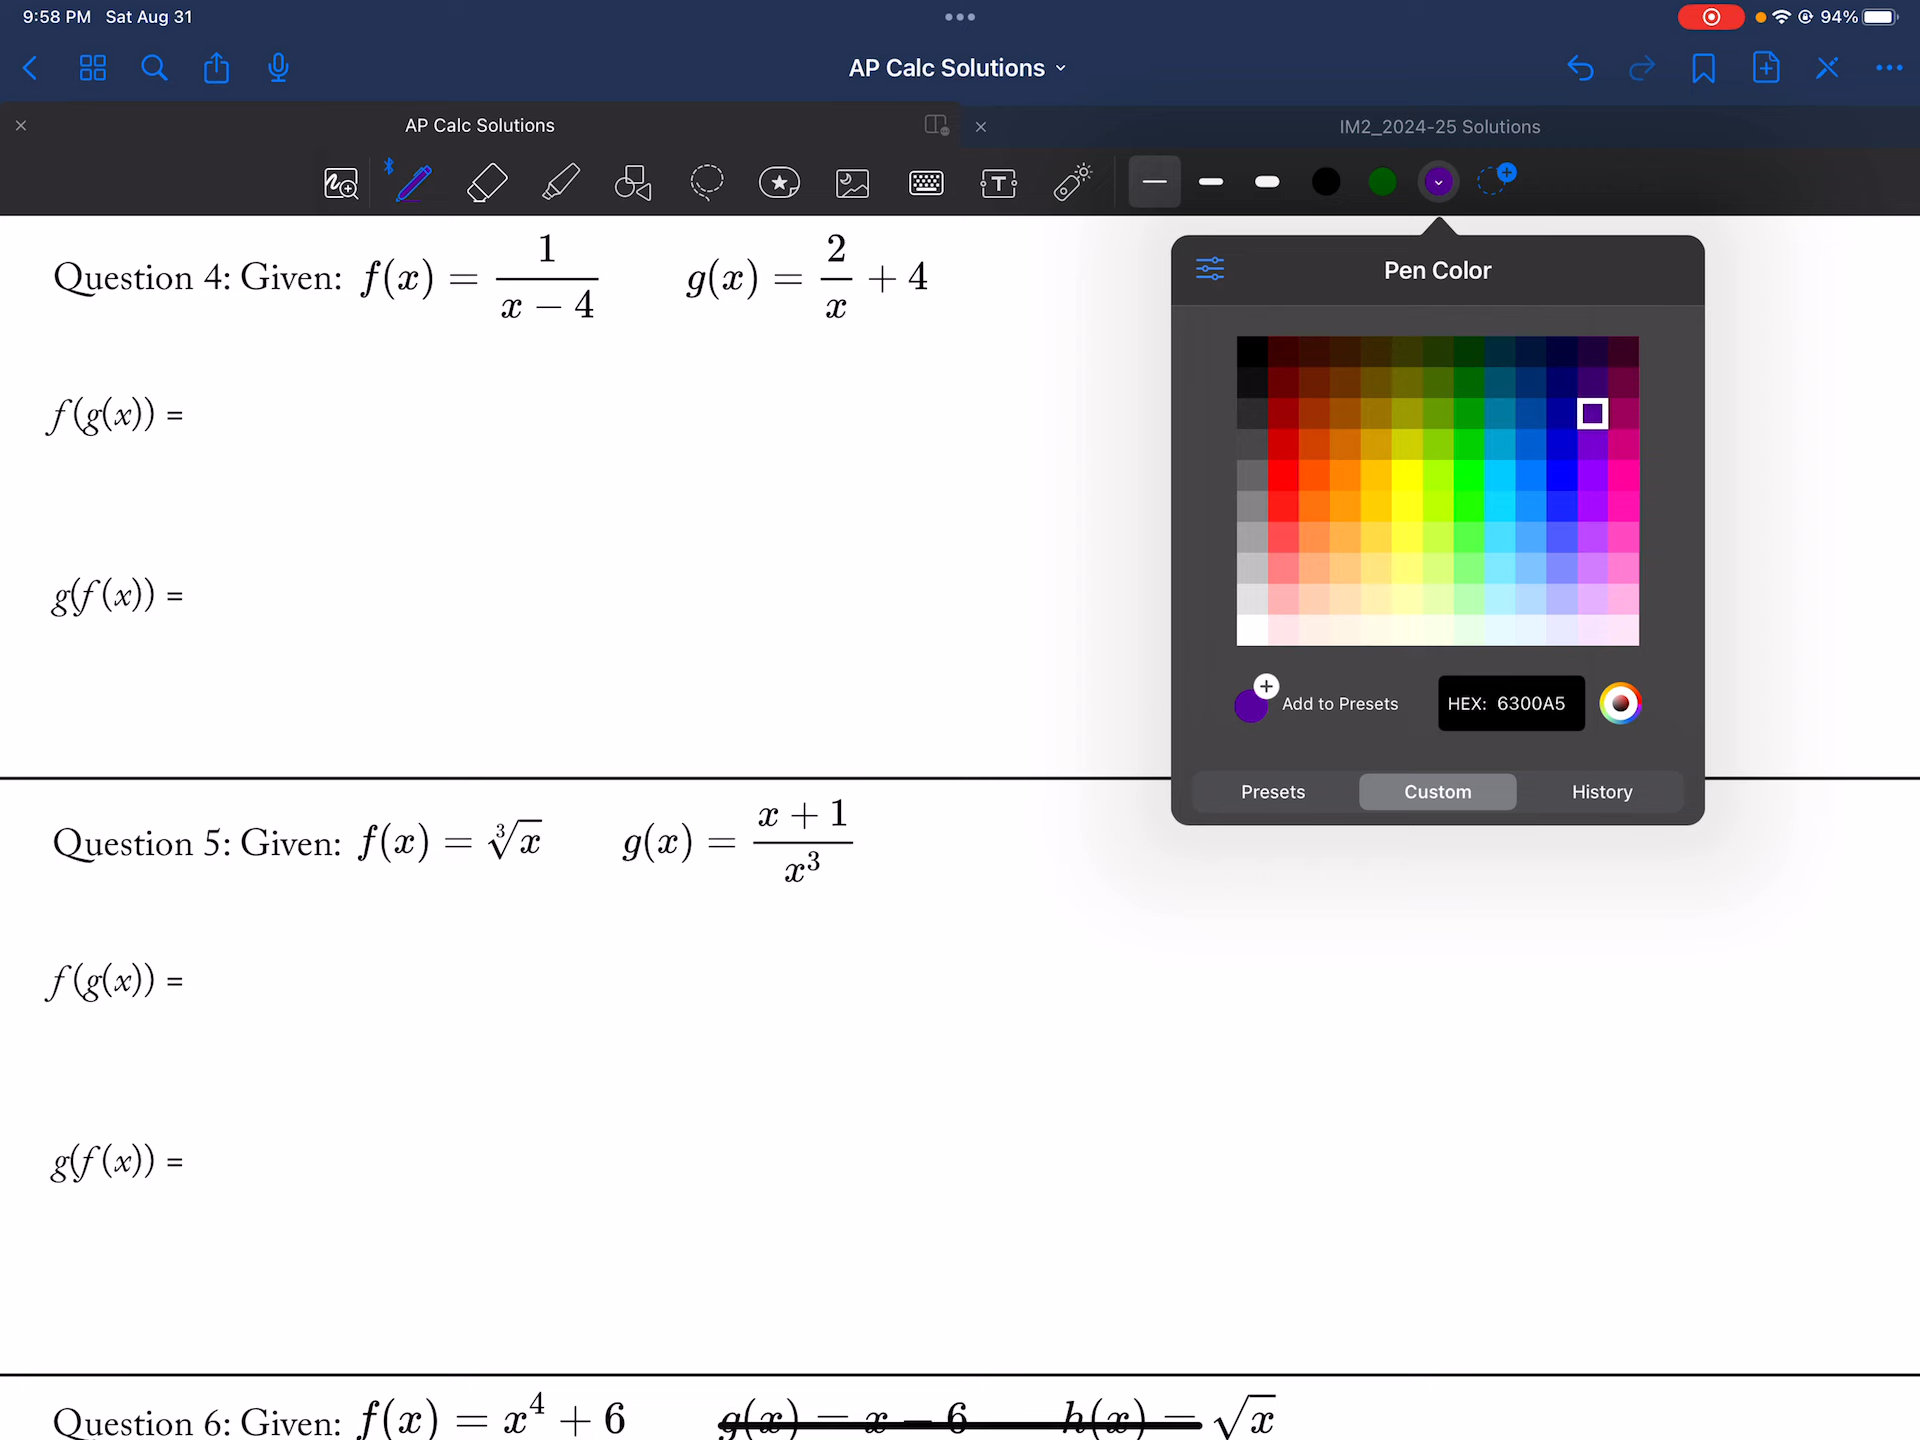 9:58 PM Sat Aug 31
94%
AP Calc Solutions
AP Calc Solutions
IM2_2024-25 Solutions
Question 4: Given: f(x) = 1/(x − 4) g(x) = 2/x + 4
f(g(x)) =
g(f(x)) =
Pen Color
Add to Presets
HEX: 6300A5
Presets Custom History
Question 5: Given: f(x) = ∛x g(x) = (x + 1)/x³
f(g(x)) =
g(f(x)) =
Question 6: Given: f(x) = x⁴ + 6 g(x) = x − 6 h(x) = √x